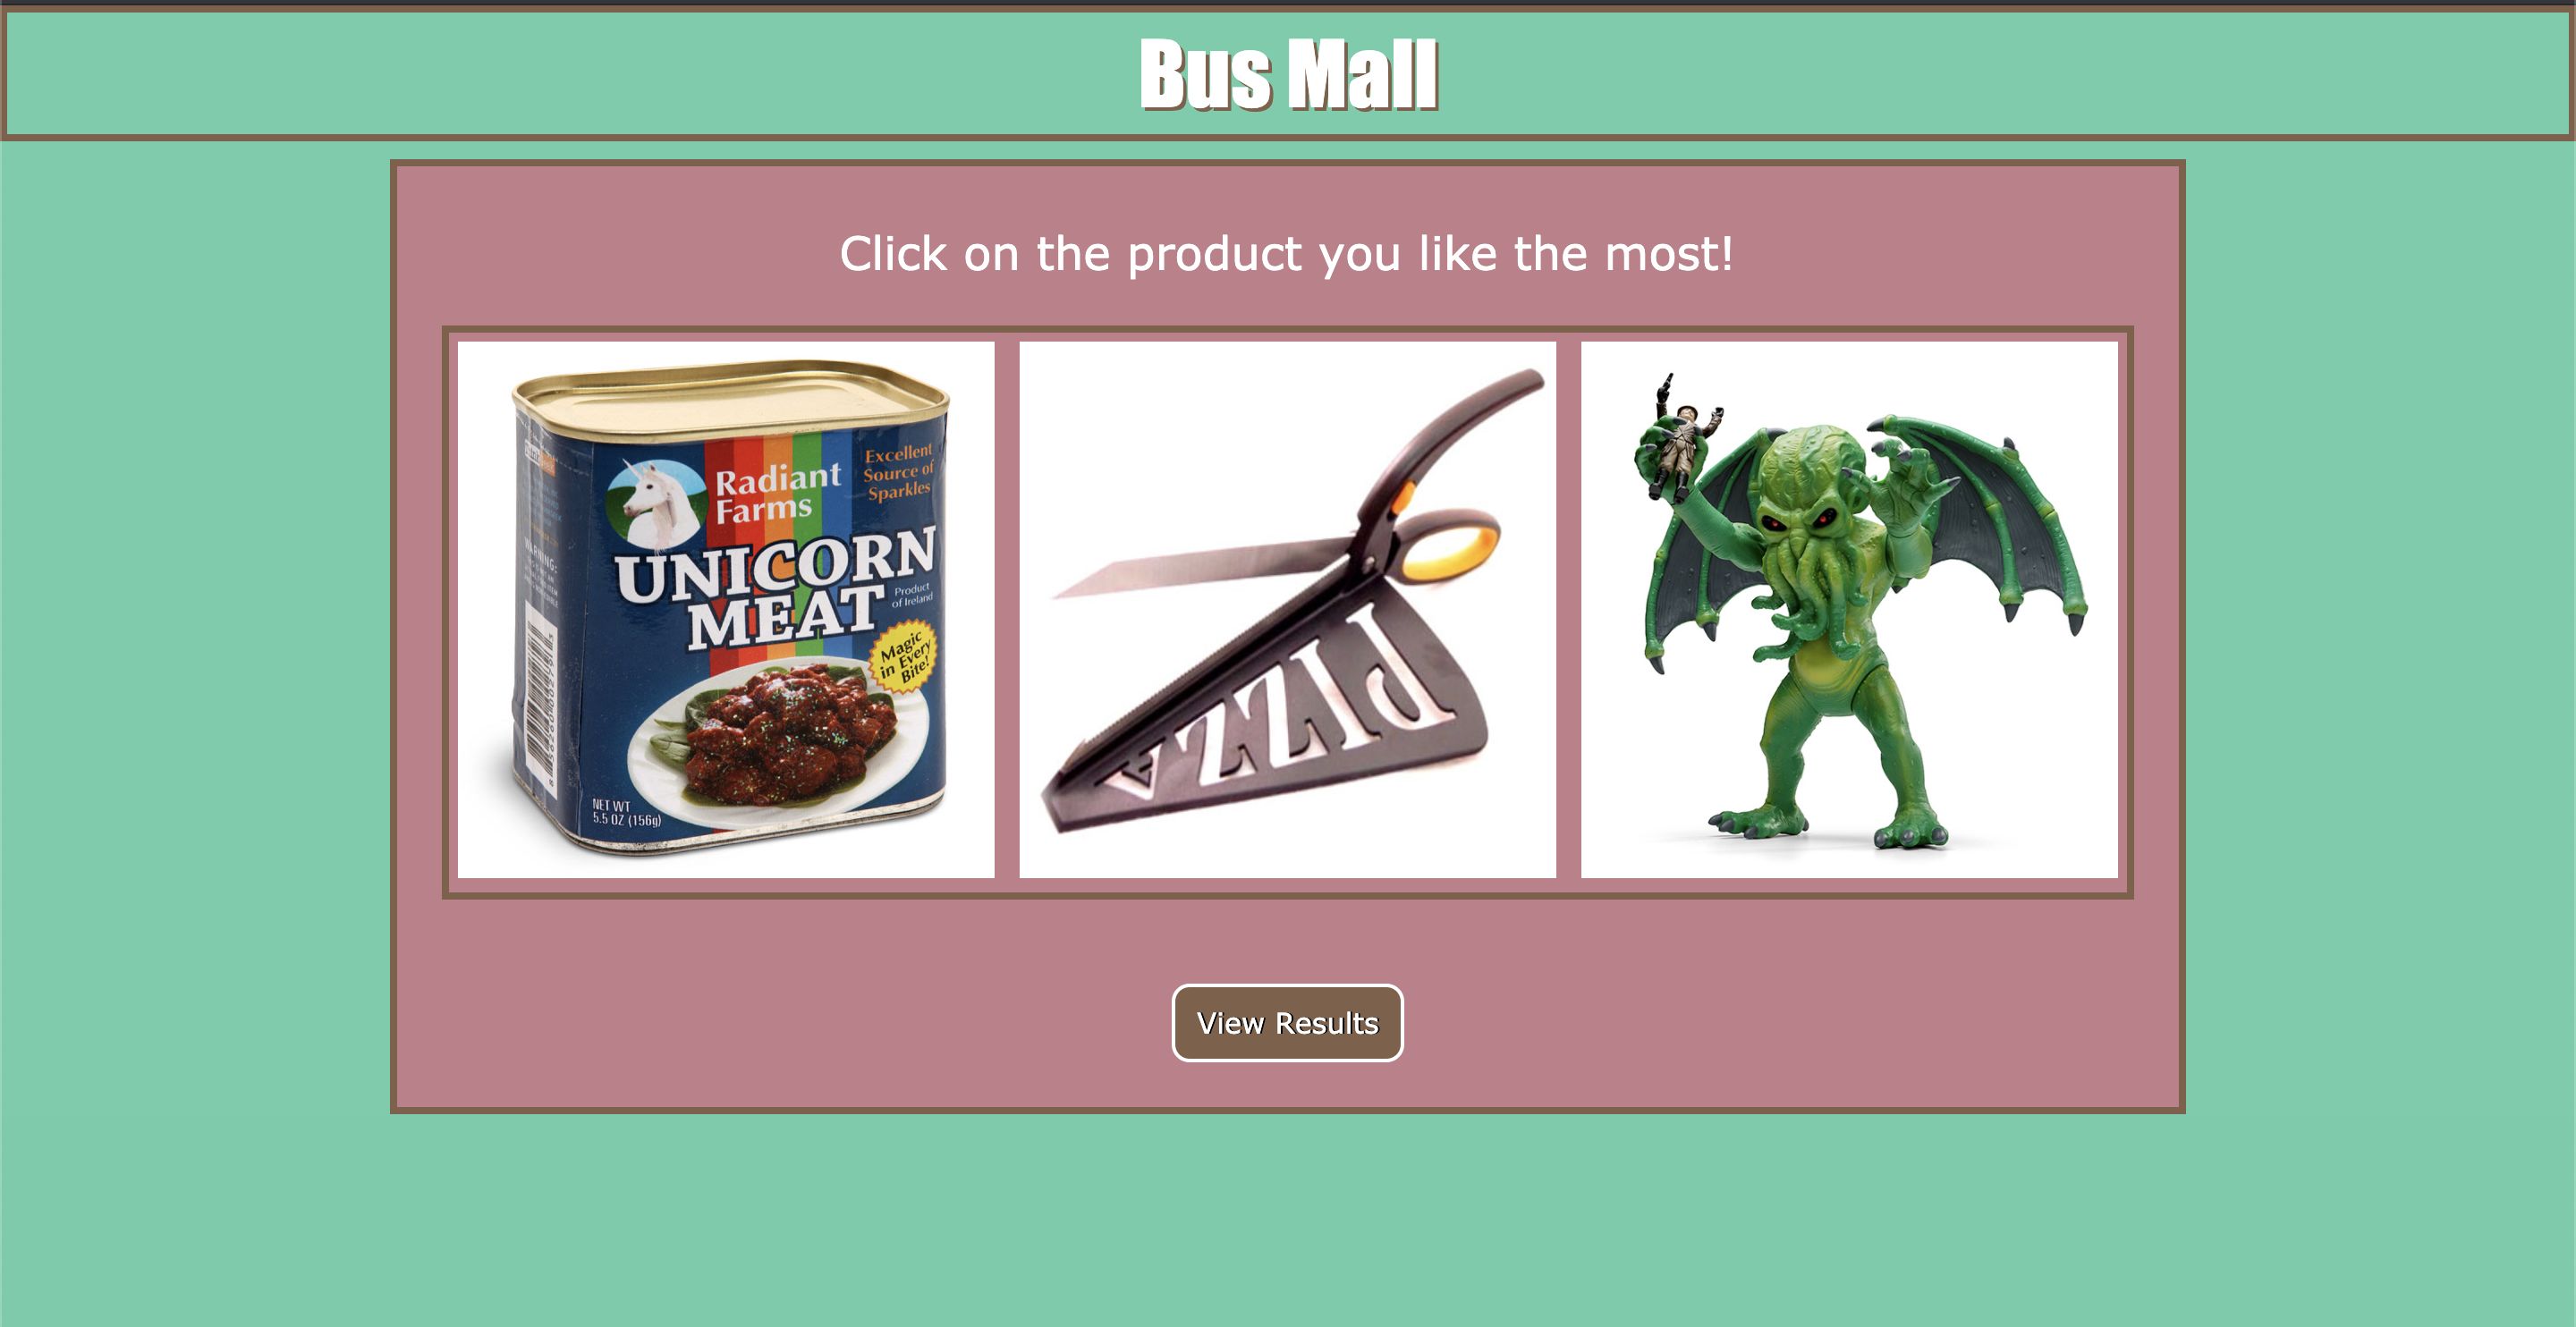 Bus Mall
Click on the product you like the most!
Radiant
Farms
Excellent
Source of
Sparkles
UNICORN
MEAT
Product
of Ireland
Magic
in Every
Bite!
WARNING:
NET WT
5.5 OZ (156g)
PIZZA
View Results